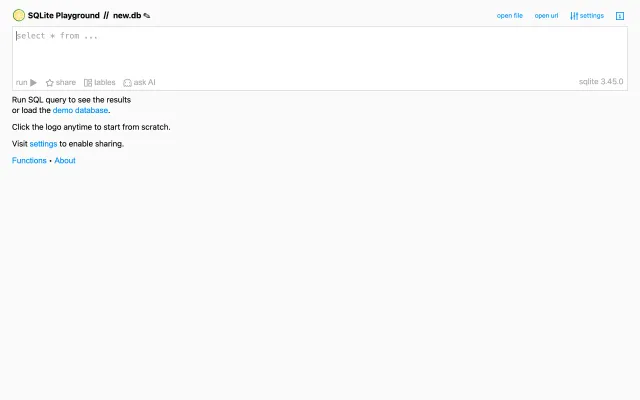 SQLite Playground // new.db ✎
open file open url settings
select * from ...
run ▶ share tables ask AI
sqlite 3.45.0
Run SQL query to see the results
or load the demo database.
Click the logo anytime to start from scratch.
Visit settings to enable sharing.
Functions • About